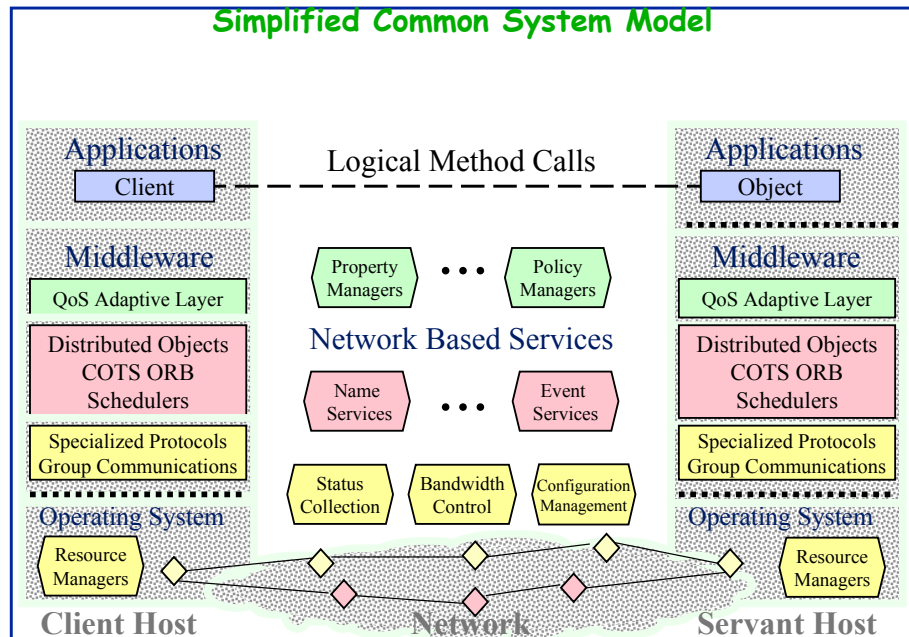 Simplified Common System Model
Applications
Client
Logical Method Calls
Applications
Object
Middleware
QoS Adaptive Layer
Distributed Objects
COTS ORB
Schedulers
Specialized Protocols
Group Communications
Property
Managers
•••
Policy
Managers
Network Based Services
Name
Services
•••
Event
Services
Status
Collection
Bandwidth
Control
Configuration
Management
Middleware
QoS Adaptive Layer
Distributed Objects
COTS ORB
Schedulers
Specialized Protocols
Group Communications
Operating System
Resource
Managers
Operating System
Resource
Managers
Client Host
Network
Servant Host